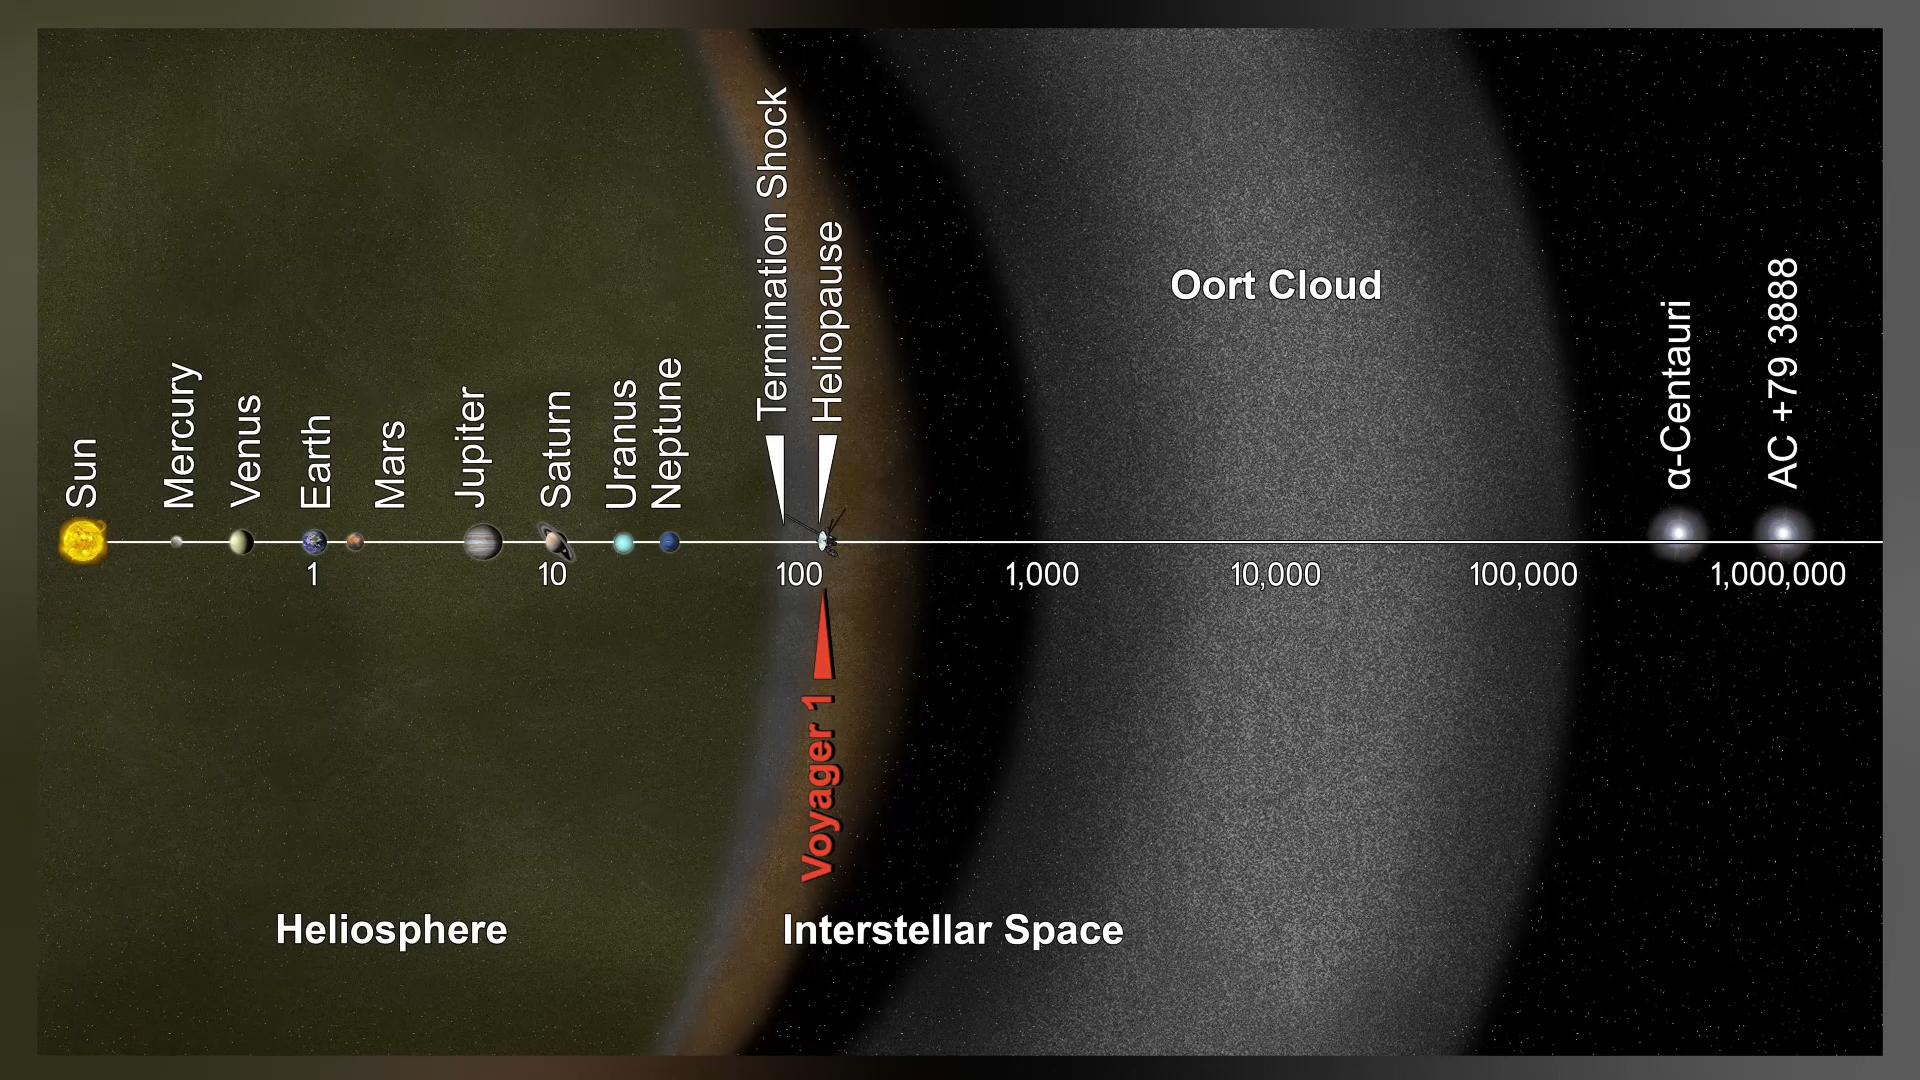 Sun
Mercury
Venus
Earth
Mars
Jupiter
Saturn
Uranus
Neptune
Termination Shock
Heliopause
Oort Cloud
α-Centauri
AC +79 3888
1
10
100
1,000
10,000
100,000
1,000,000
Voyager 1
Heliosphere
Interstellar Space